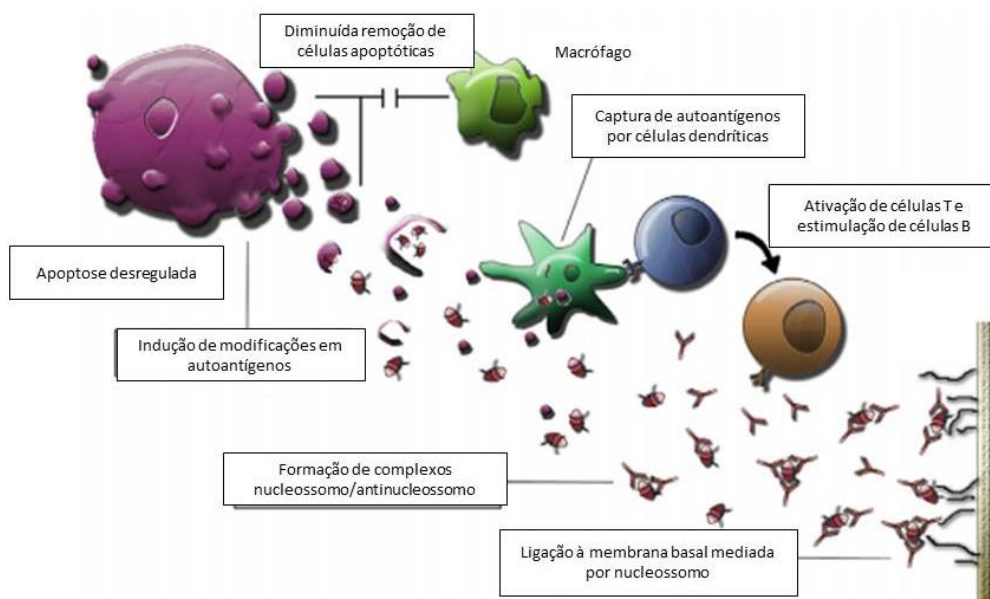 Diminuída remoção de
células apoptóticas
Macrófago
Captura de autoantígenos
por células dendríticas
Ativação de células T e
estimulação de células B
Apoptose desregulada
Indução de modificações em
autoantígenos
Formação de complexos
nucleossomo/antinucleossomo
Ligação à membrana basal mediada
por nucleossomo